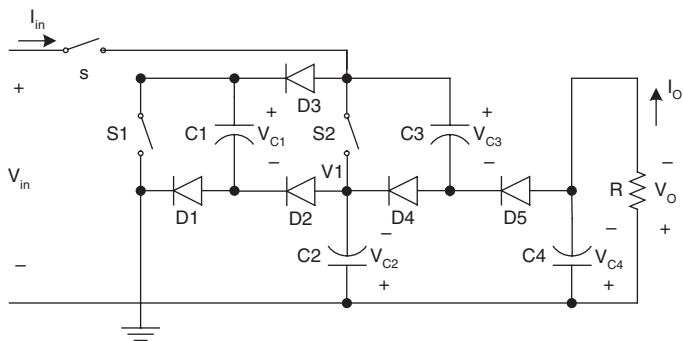 I_in
I_O
s
+
D3
+
+
S1
C1
V_C1
S2
C3
V_C3
–
V_in
–
V1
–
R
V_O
D1
D2
D4
D5
+
–
–
–
C2
V_C2
C4
V_C4
+
+